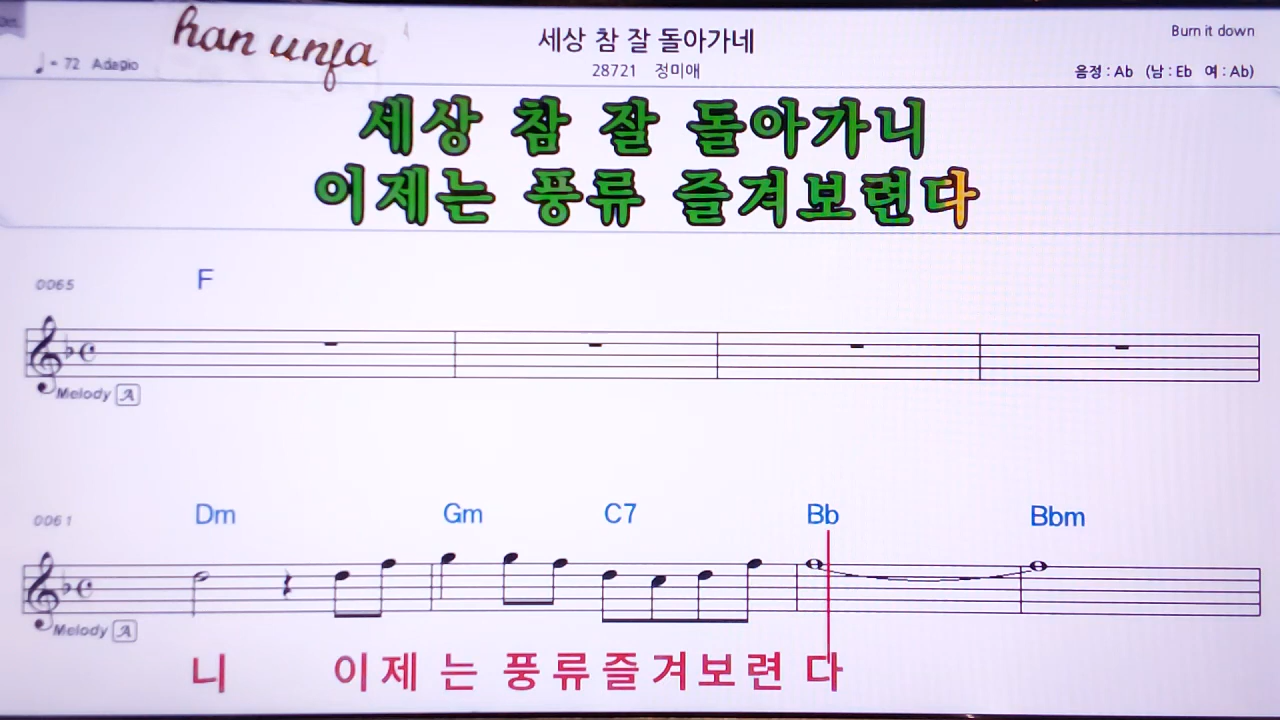 han unfa
세상 참 잘 돌아가네
Burn it down
= 72 Adagio
28721 정미애
음정 : Ab (남 : Eb 여 : Ab)
세상 참 잘 돌아가니
이제는 풍류 즐겨보련다
0065 F
Melody A
0061 Dm Gm C7 Bb Bbm
Melody A
니 이제 는 풍류즐겨보련 다